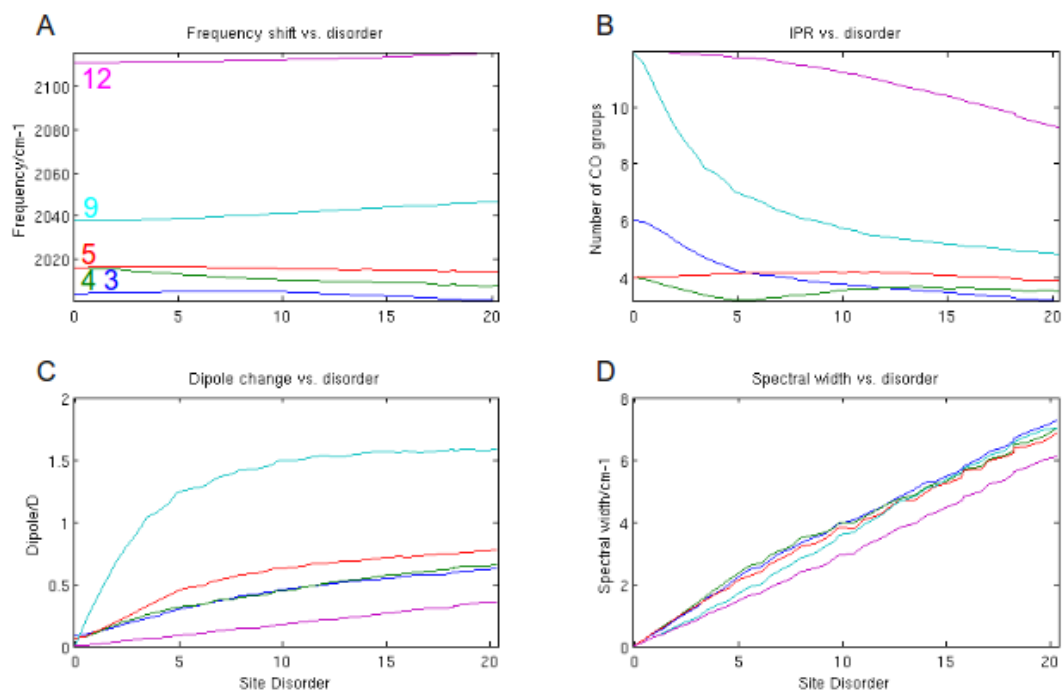 A
Frequency shift vs. disorder
Frequency/cm-1
2100
2080
2060
2040
2020
12
9
5
4 3
0 5 10 15 20
B
IPR vs. disorder
Number of CO groups
10
8
6
4
0 5 10 15 20
C
Dipole change vs. disorder
Dipole/D
2
1.5
1
0.5
0
0 5 10 15 20
Site Disorder
D
Spectral width vs. disorder
Spectral width/cm-1
8
6
4
2
0
0 5 10 15 20
Site Disorder